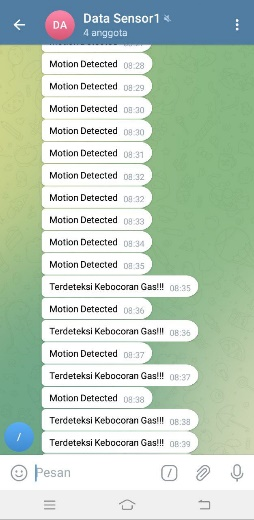 DA
Data Sensor1
4 anggota
Motion Detected 08:28
Motion Detected 08:29
Motion Detected 08:30
Motion Detected 08:30
Motion Detected 08:31
Motion Detected 08:32
Motion Detected 08:32
Motion Detected 08:33
Motion Detected 08:34
Motion Detected 08:35
Terdeteksi Kebocoran Gas!!! 08:35
Motion Detected 08:36
Terdeteksi Kebocoran Gas!!! 08:36
Motion Detected 08:37
Terdeteksi Kebocoran Gas!!! 08:37
Motion Detected 08:38
Terdeteksi Kebocoran Gas!!! 08:38
Terdeteksi Kebocoran Gas!!! 08:39
/
Pesan